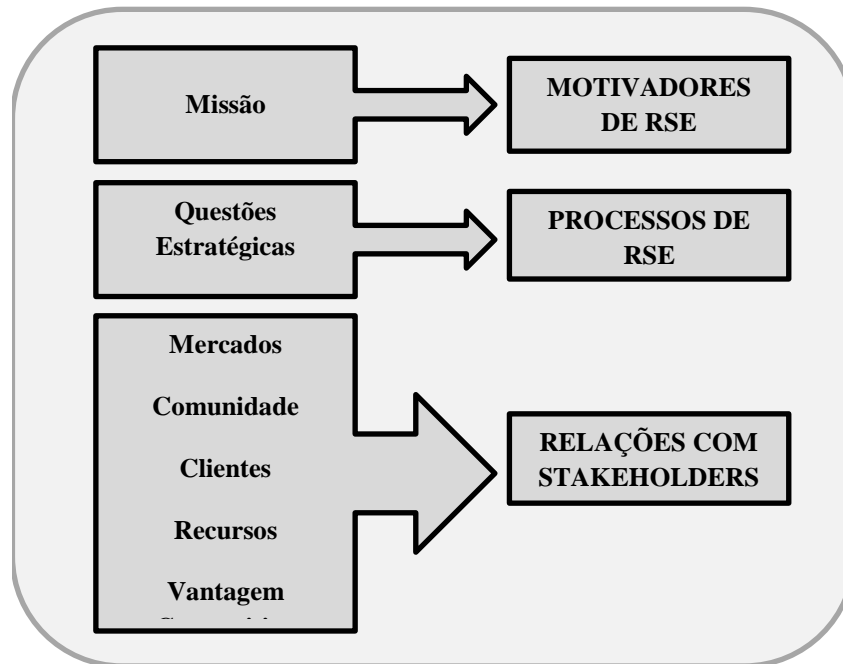 Missão
MOTIVADORES
DE RSE
Questões
Estratégicas
PROCESSOS DE
RSE
Mercados
Comunidade
Clientes
Recursos
Vantagem
RELAÇÕES COM
STAKEHOLDERS